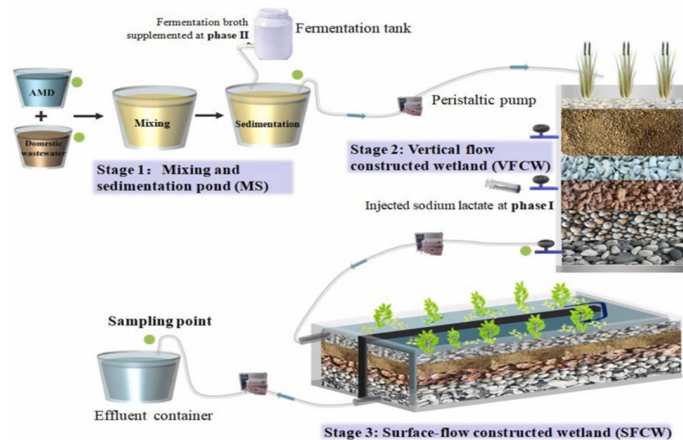 Fermentation broth
supplemented at phase II
Fermentation tank
AMD
+
Domestic
wastewater
Mixing
Sedimentation
Peristaltic pump
Stage 1： Mixing and
sedimentation pond (MS)
Stage 2: Vertical flow
constructed wetland (VFCW)
Injected sodium lactate at phase I
Sampling point
Effluent container
Stage 3: Surface-flow constructed wetland (SFCW)